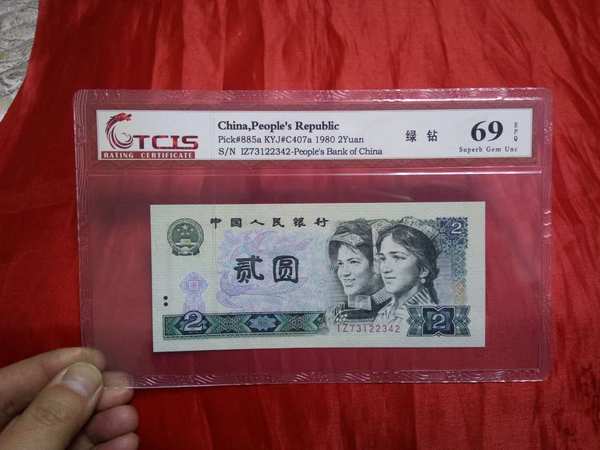 TCIS
RATING CERTIFICATE
China,People's Republic
Pick#885a KYJ#C407a 1980 2Yuan
S/N IZ73122342-People's Bank of China
绿钻
69 EPQ
Superb Gem Unc
中国人民银行
2
贰圆
2
IZ73122342
2